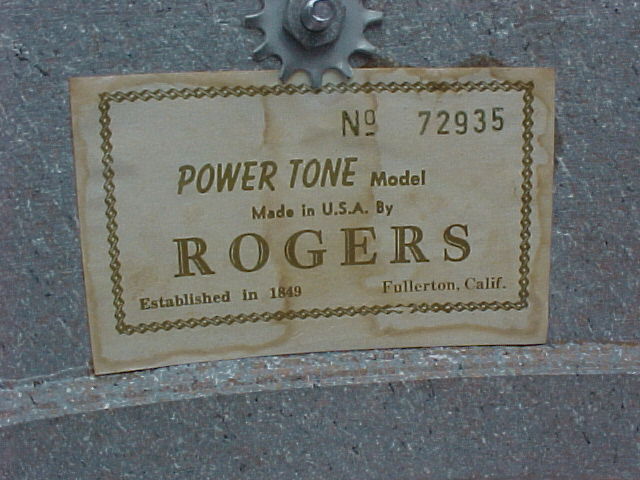 Nº 72935
POWER TONE Model
Made in U.S.A. By
ROGERS
Established in 1849 Fullerton, Calif.